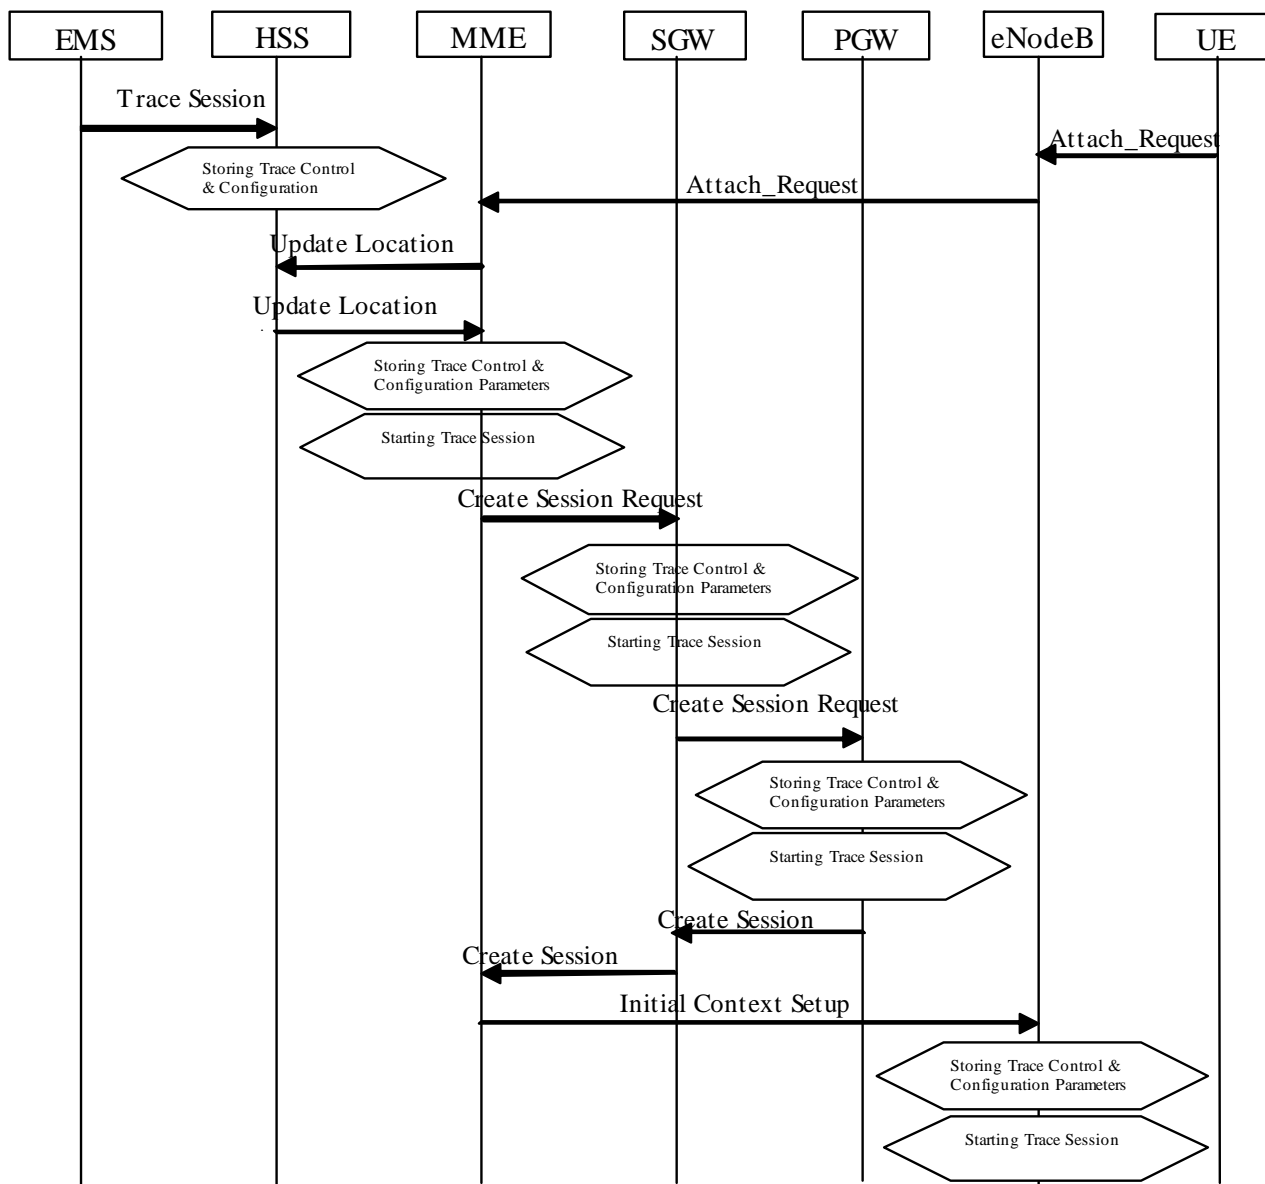 EMS
HSS
MME
SGW
PGW
eNodeB
UE
Trace Session
Attach_Request
Storing Trace Control
& Configuration
Attach_Request
Update Location
Update Location
Storing Trace Control &
Configuration Parameters
Starting Trace Session
Create Session Request
Storing Trace Control &
Configuration Parameters
Starting Trace Session
Create Session Request
Storing Trace Control &
Configuration Parameters
Starting Trace Session
Create Session
Create Session
Initial Context Setup
Storing Trace Control &
Configuration Parameters
Starting Trace Session